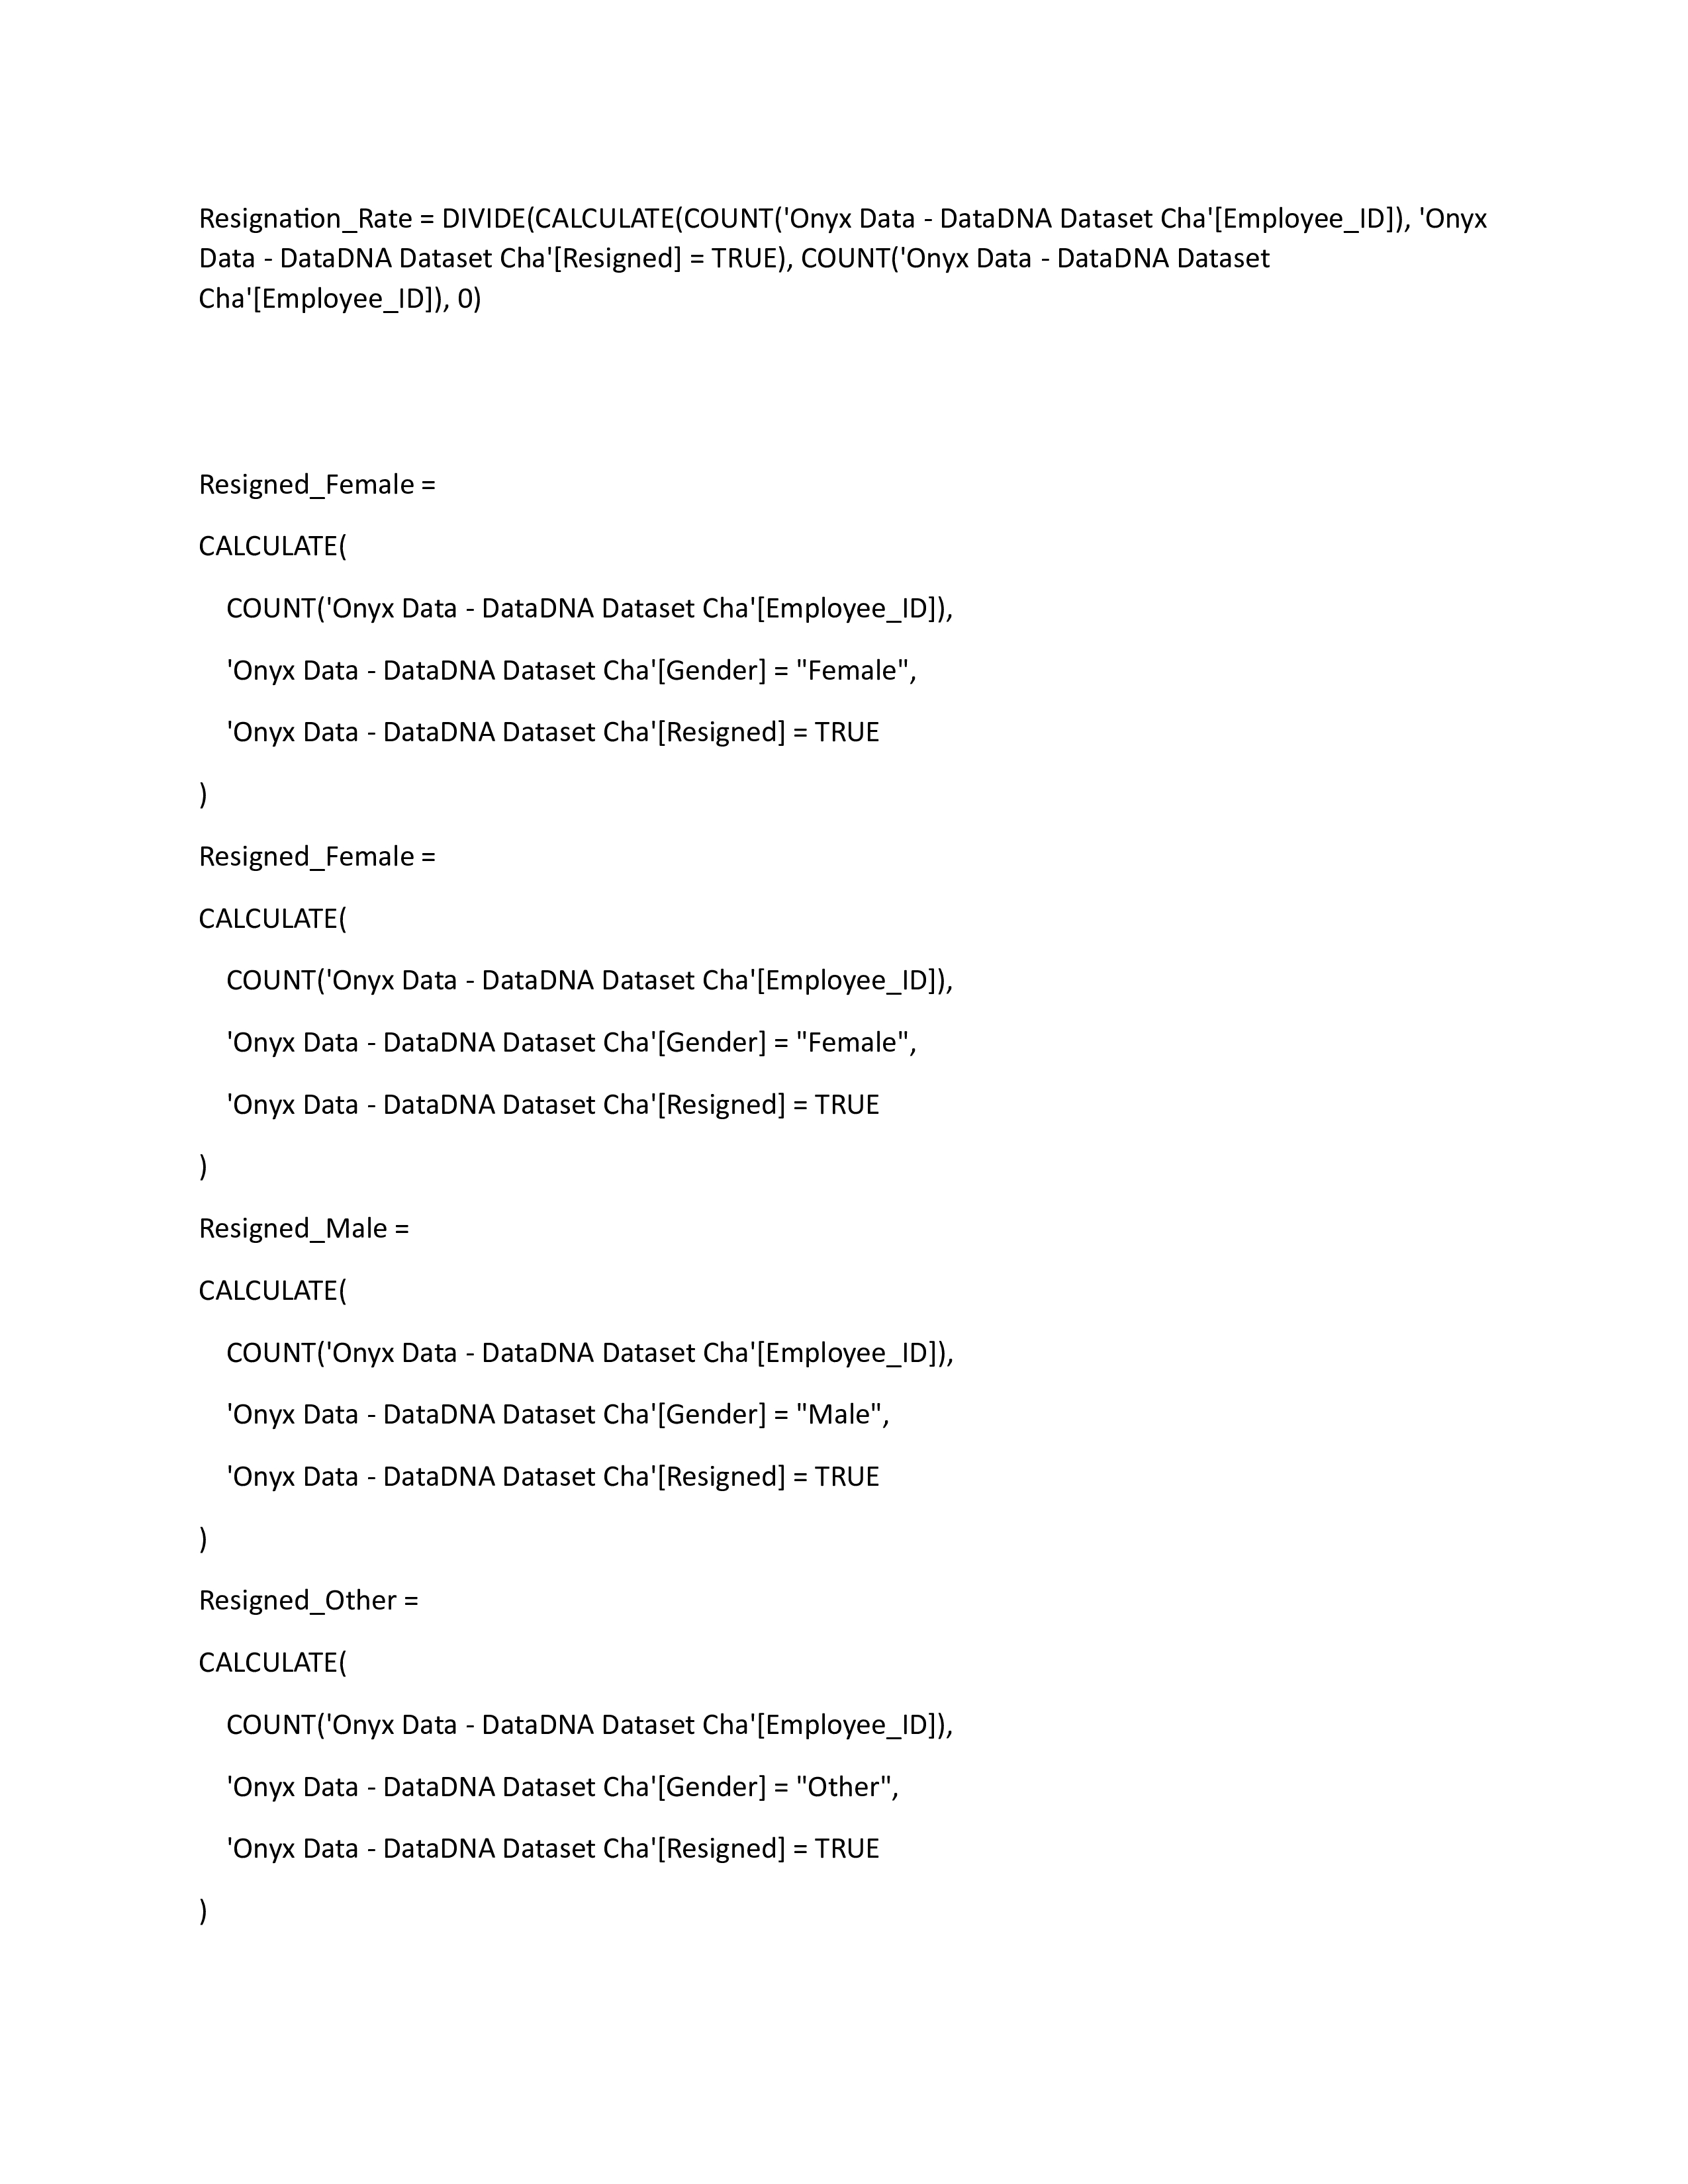 Resignation_Rate = DIVIDE(CALCULATE(COUNT('Onyx Data - DataDNA Dataset Cha'[Employee_ID]), 'Onyx
Data - DataDNA Dataset Cha'[Resigned] = TRUE), COUNT('Onyx Data - DataDNA Dataset
Cha'[Employee_ID]), 0)
Resigned_Female =
CALCULATE(
COUNT('Onyx Data - DataDNA Dataset Cha'[Employee_ID]),
'Onyx Data - DataDNA Dataset Cha'[Gender] = "Female",
'Onyx Data - DataDNA Dataset Cha'[Resigned] = TRUE
)
Resigned_Female =
CALCULATE(
COUNT('Onyx Data - DataDNA Dataset Cha'[Employee_ID]),
'Onyx Data - DataDNA Dataset Cha'[Gender] = "Female",
'Onyx Data - DataDNA Dataset Cha'[Resigned] = TRUE
)
Resigned_Male =
CALCULATE(
COUNT('Onyx Data - DataDNA Dataset Cha'[Employee_ID]),
'Onyx Data - DataDNA Dataset Cha'[Gender] = "Male",
'Onyx Data - DataDNA Dataset Cha'[Resigned] = TRUE
)
Resigned_Other =
CALCULATE(
COUNT('Onyx Data - DataDNA Dataset Cha'[Employee_ID]),
'Onyx Data - DataDNA Dataset Cha'[Gender] = "Other",
'Onyx Data - DataDNA Dataset Cha'[Resigned] = TRUE
)